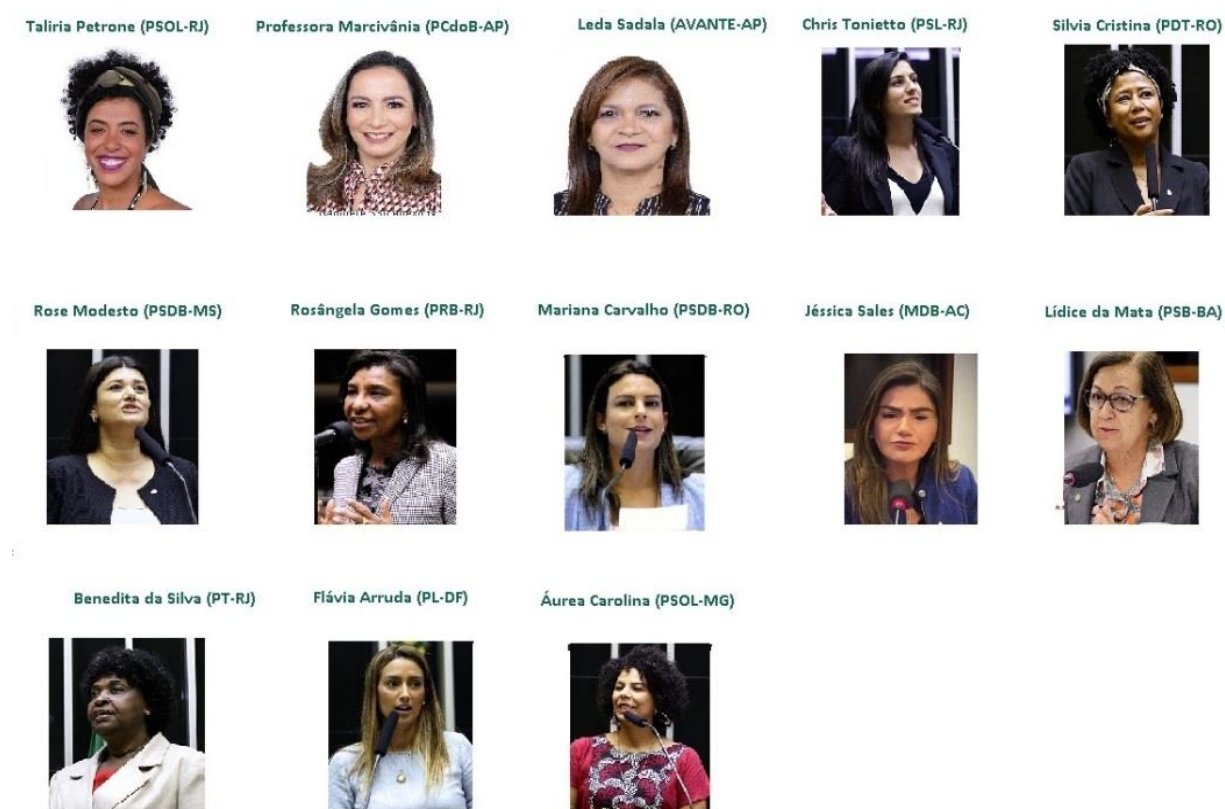 Taliria Petrone (PSOL-RJ)
Professora Marcivânia (PCdoB-AP)
Leda Sadala (AVANTE-AP)
Chris Tonietto (PSL-RJ)
Silvia Cristina (PDT-RO)
Rose Modesto (PSDB-MS)
Rosângela Gomes (PRB-RJ)
Mariana Carvalho (PSDB-RO)
Jéssica Sales (MDB-AC)
Lídice da Mata (PSB-BA)
Benedita da Silva (PT-RJ)
Flávia Arruda (PL-DF)
Áurea Carolina (PSOL-MG)